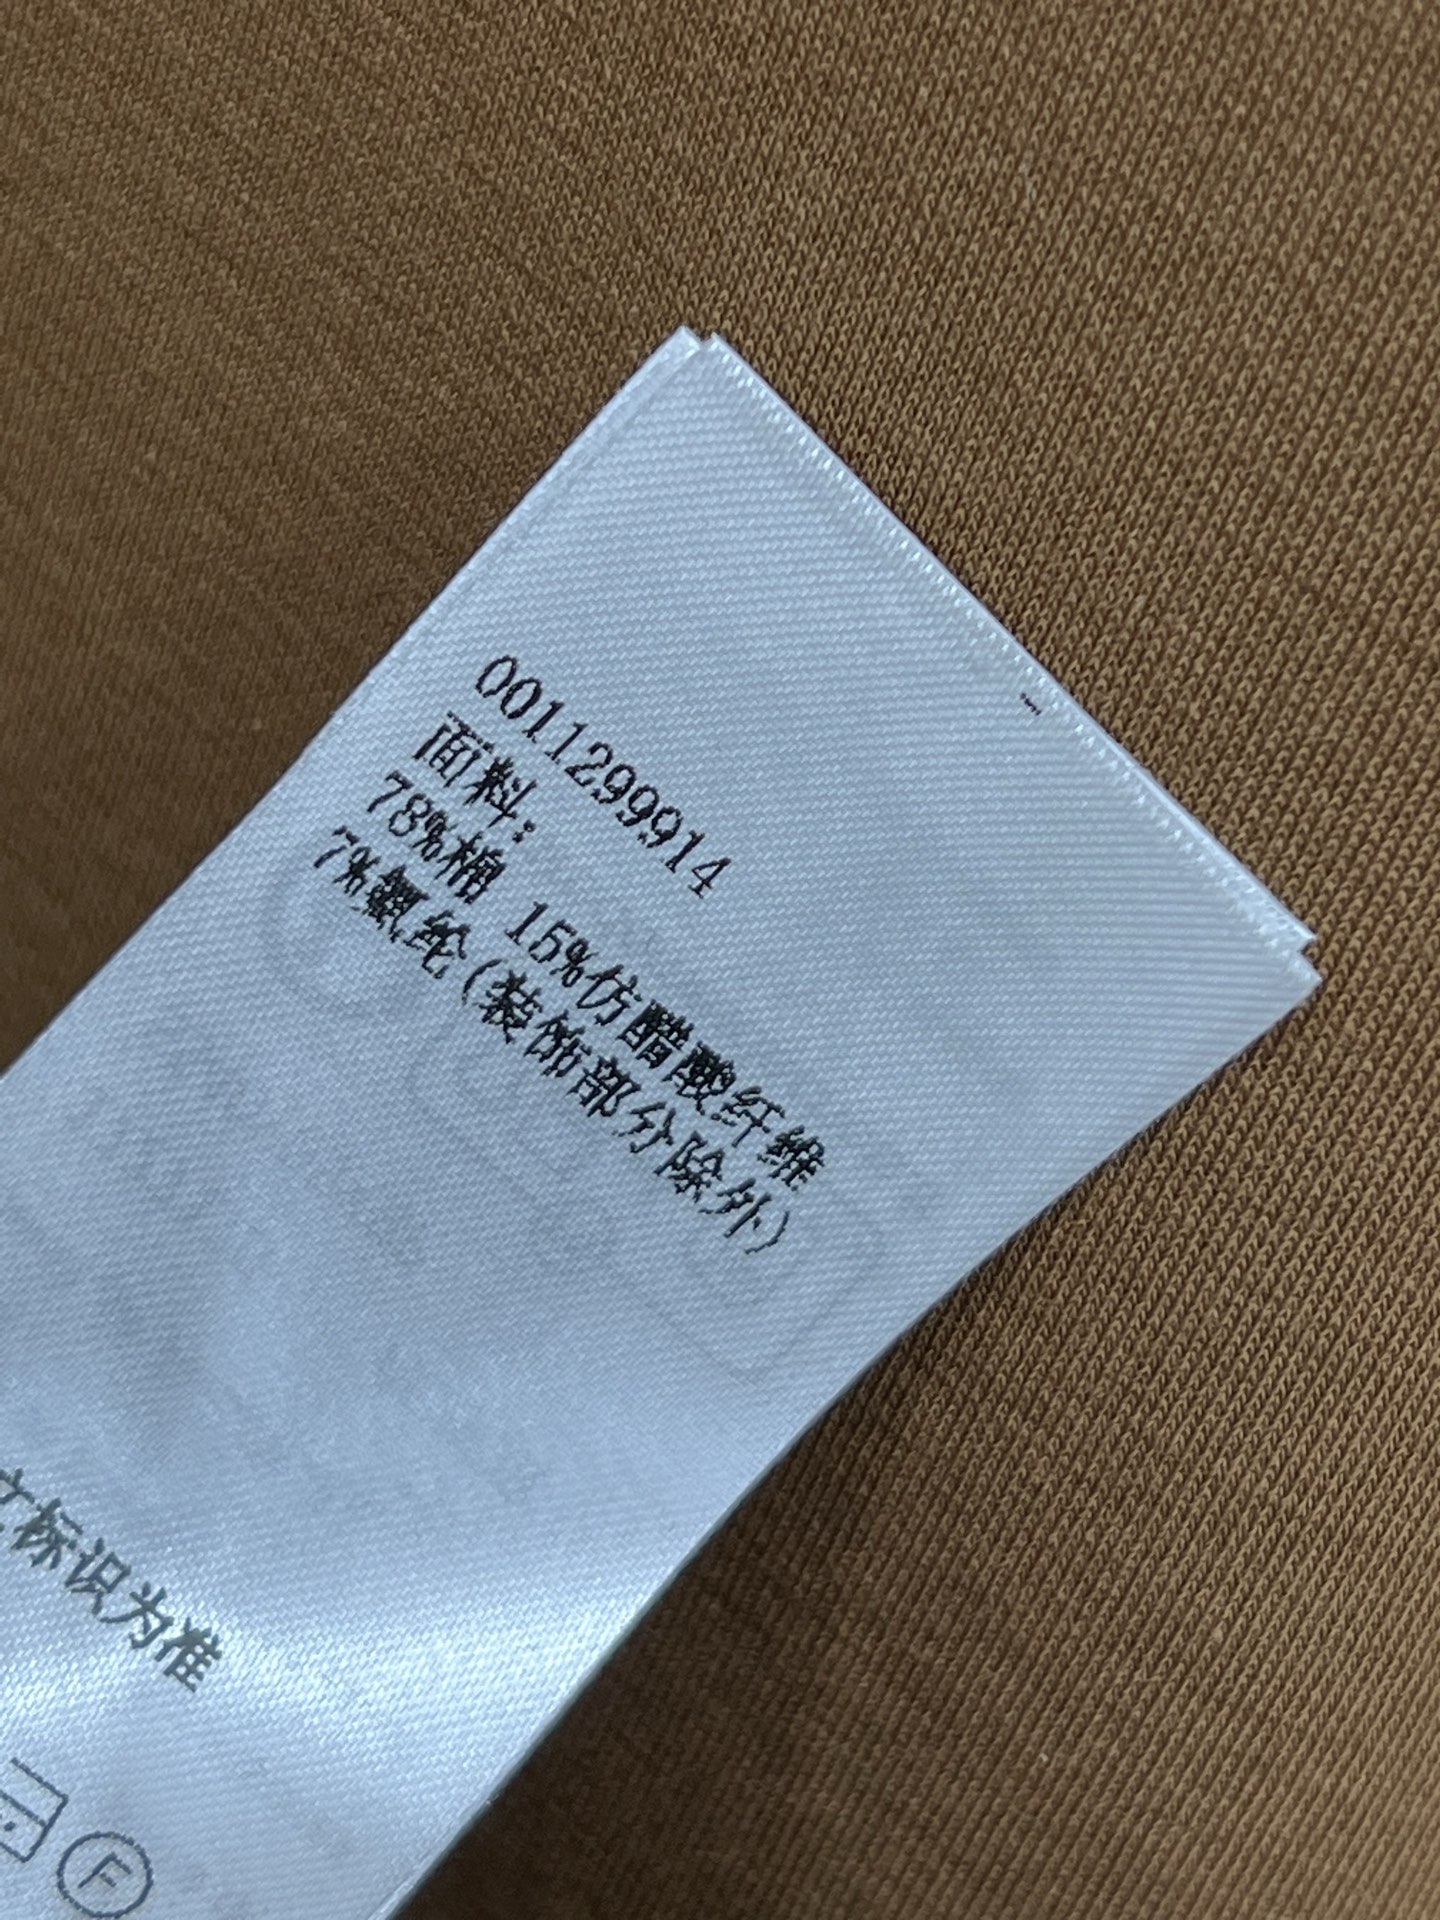 0011299914
面料:
78%棉 15%仿醋酸纤维
7%氨纶(装饰部分除外)
文标识为准
F